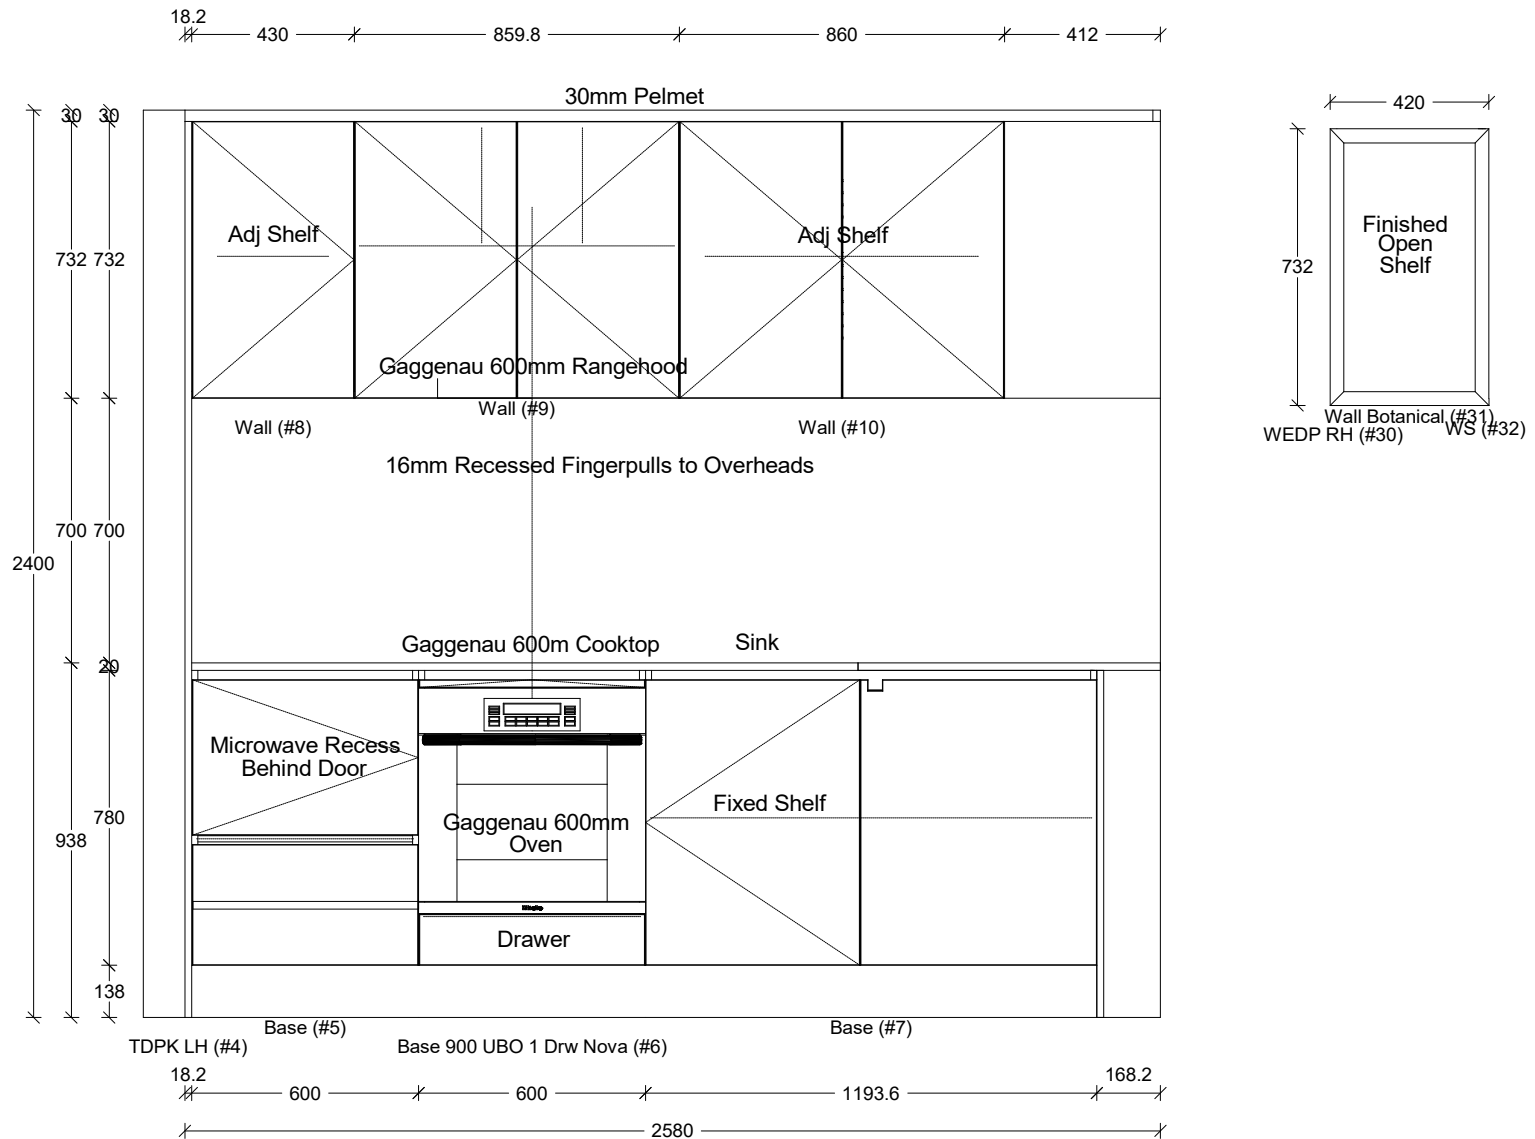 18.2
430
859.8
860
412
30mm Pelmet
30
30
420
Adj Shelf
Adj Shelf
Finished
Open
Shelf
732
732
732
Gaggenau 600mm Rangehood
Wall (#8)
Wall (#9)
Wall (#10)
Wall Botanical (#31)
WEDP RH (#30)
WS (#32)
16mm Recessed Fingerpulls to Overheads
700
700
2400
Gaggenau 600m Cooktop
Sink
20
Microwave Recess
Behind Door
Fixed Shelf
Gaggenau 600mm
Oven
780
938
Drawer
138
Base (#5)
Base (#7)
TDPK LH (#4)
Base 900 UBO 1 Drw Nova (#6)
18.2
600
600
1193.6
168.2
2580